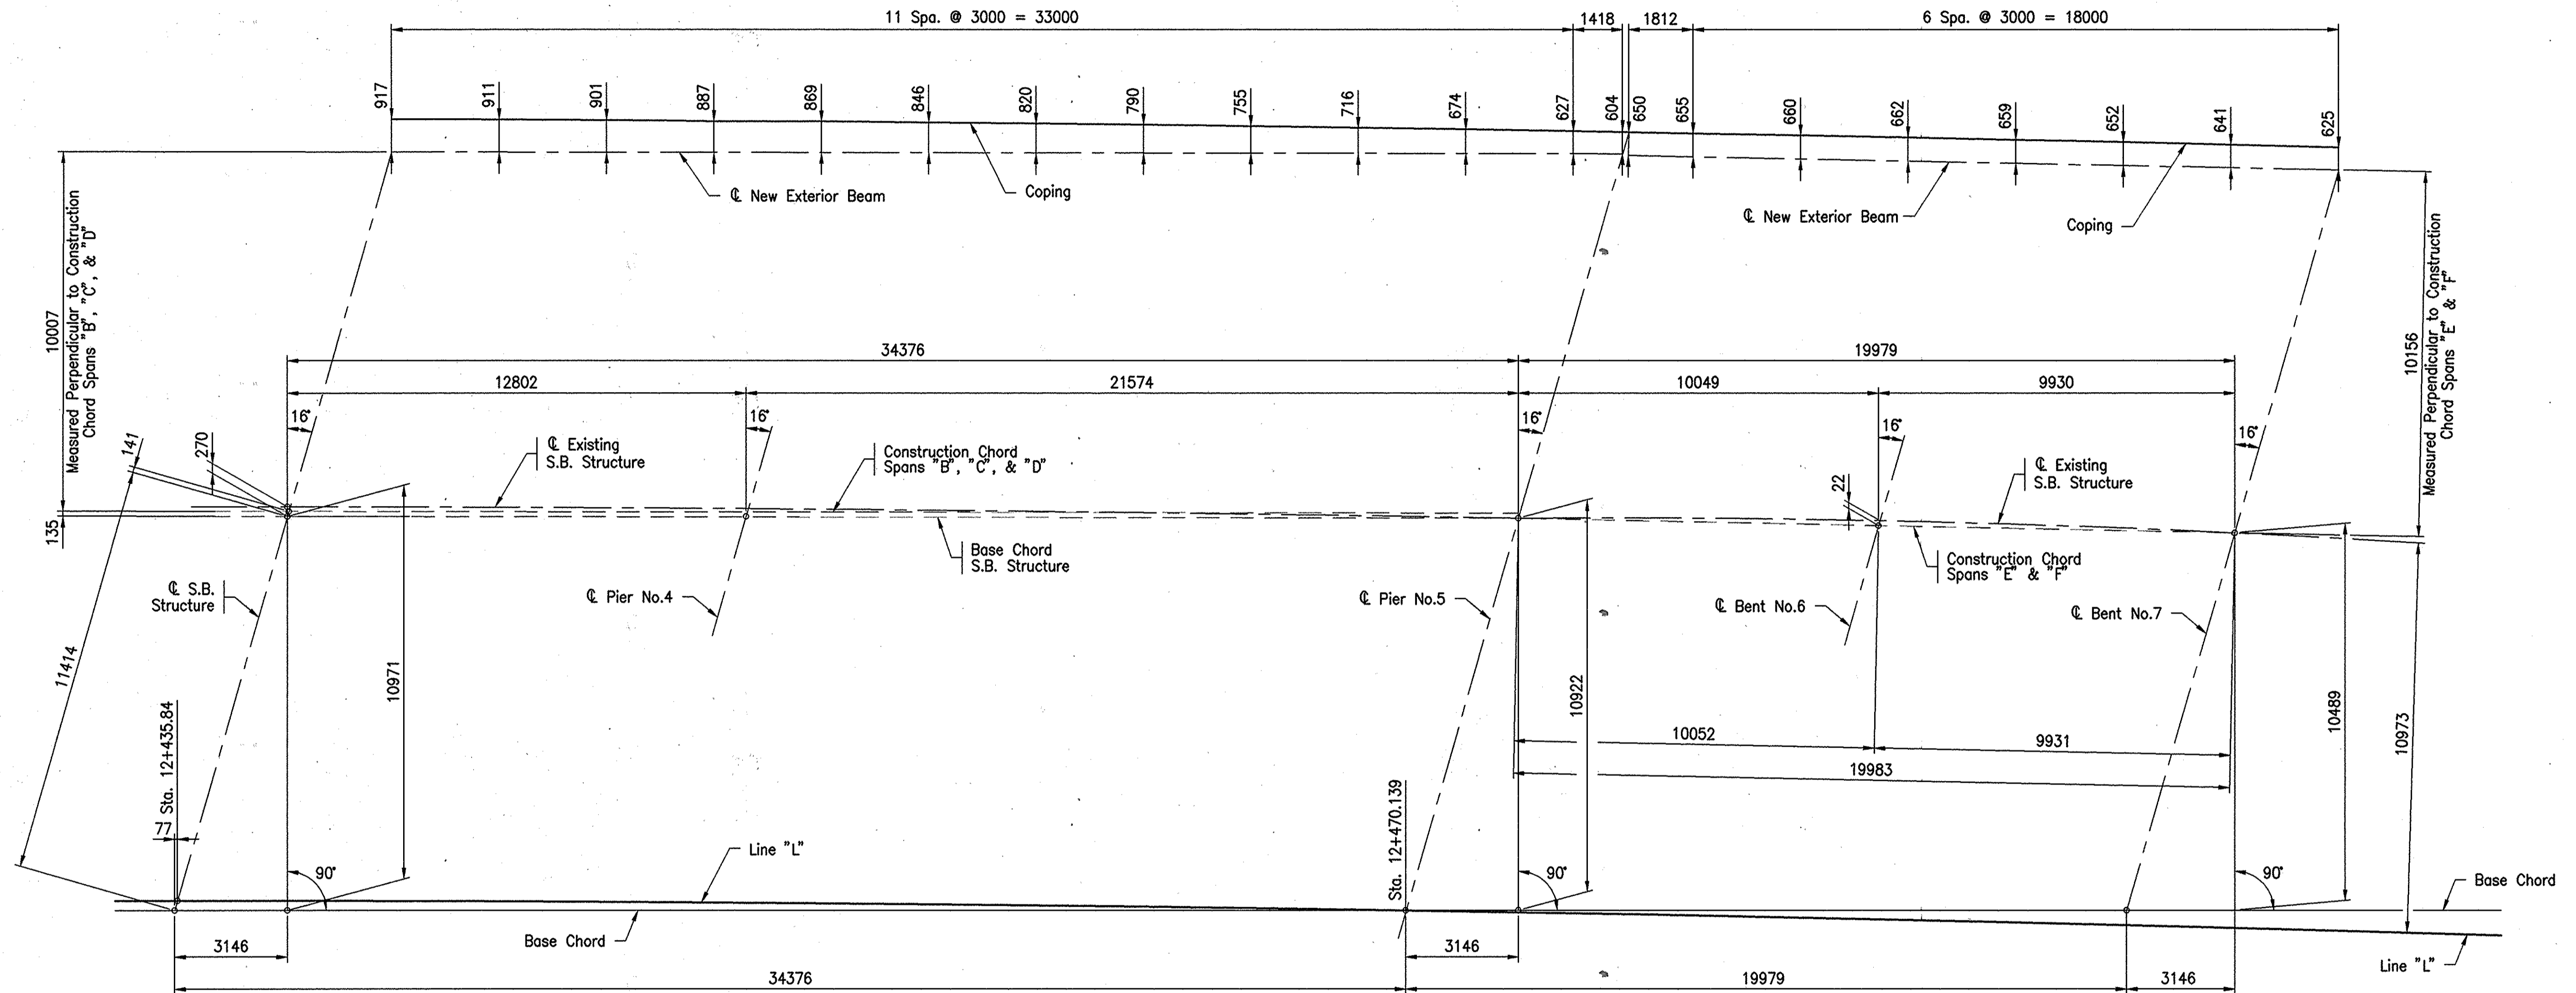 11 Spa. @ 3000 = 33000
1418
1812
6 Spa. @ 3000 = 18000
917
911
901
887
869
846
820
790
755
716
674
627
604
650
655
660
662
659
652
641
625
℄ New Exterior Beam
Coping
℄ New Exterior Beam
Coping
10007
Measured Perpendicular to Construction
Chord Spans "B", "C", & "D"
10156
Measured Perpendicular to Construction
Chord Spans "E" & "F"
34376
19979
12802
21574
10049
9930
16°
16°
16°
16°
16°
141
270
22
135
℄ Existing
S.B. Structure
Construction Chord
Spans "B", "C", & "D"
℄ Existing
S.B. Structure
Base Chord
S.B. Structure
Construction Chord
Spans "E" & "F"
℄ S.B.
Structure
℄ Pier No.4
℄ Pier No.5
℄ Bent No.6
℄ Bent No.7
11414
10971
10922
10489
10973
10052
9931
19983
Sta. 12+435.84
77
Sta. 12+470.139
Line "L"
90°
90°
90°
Base Chord
Base Chord
3146
3146
Line "L"
34376
19979
3146